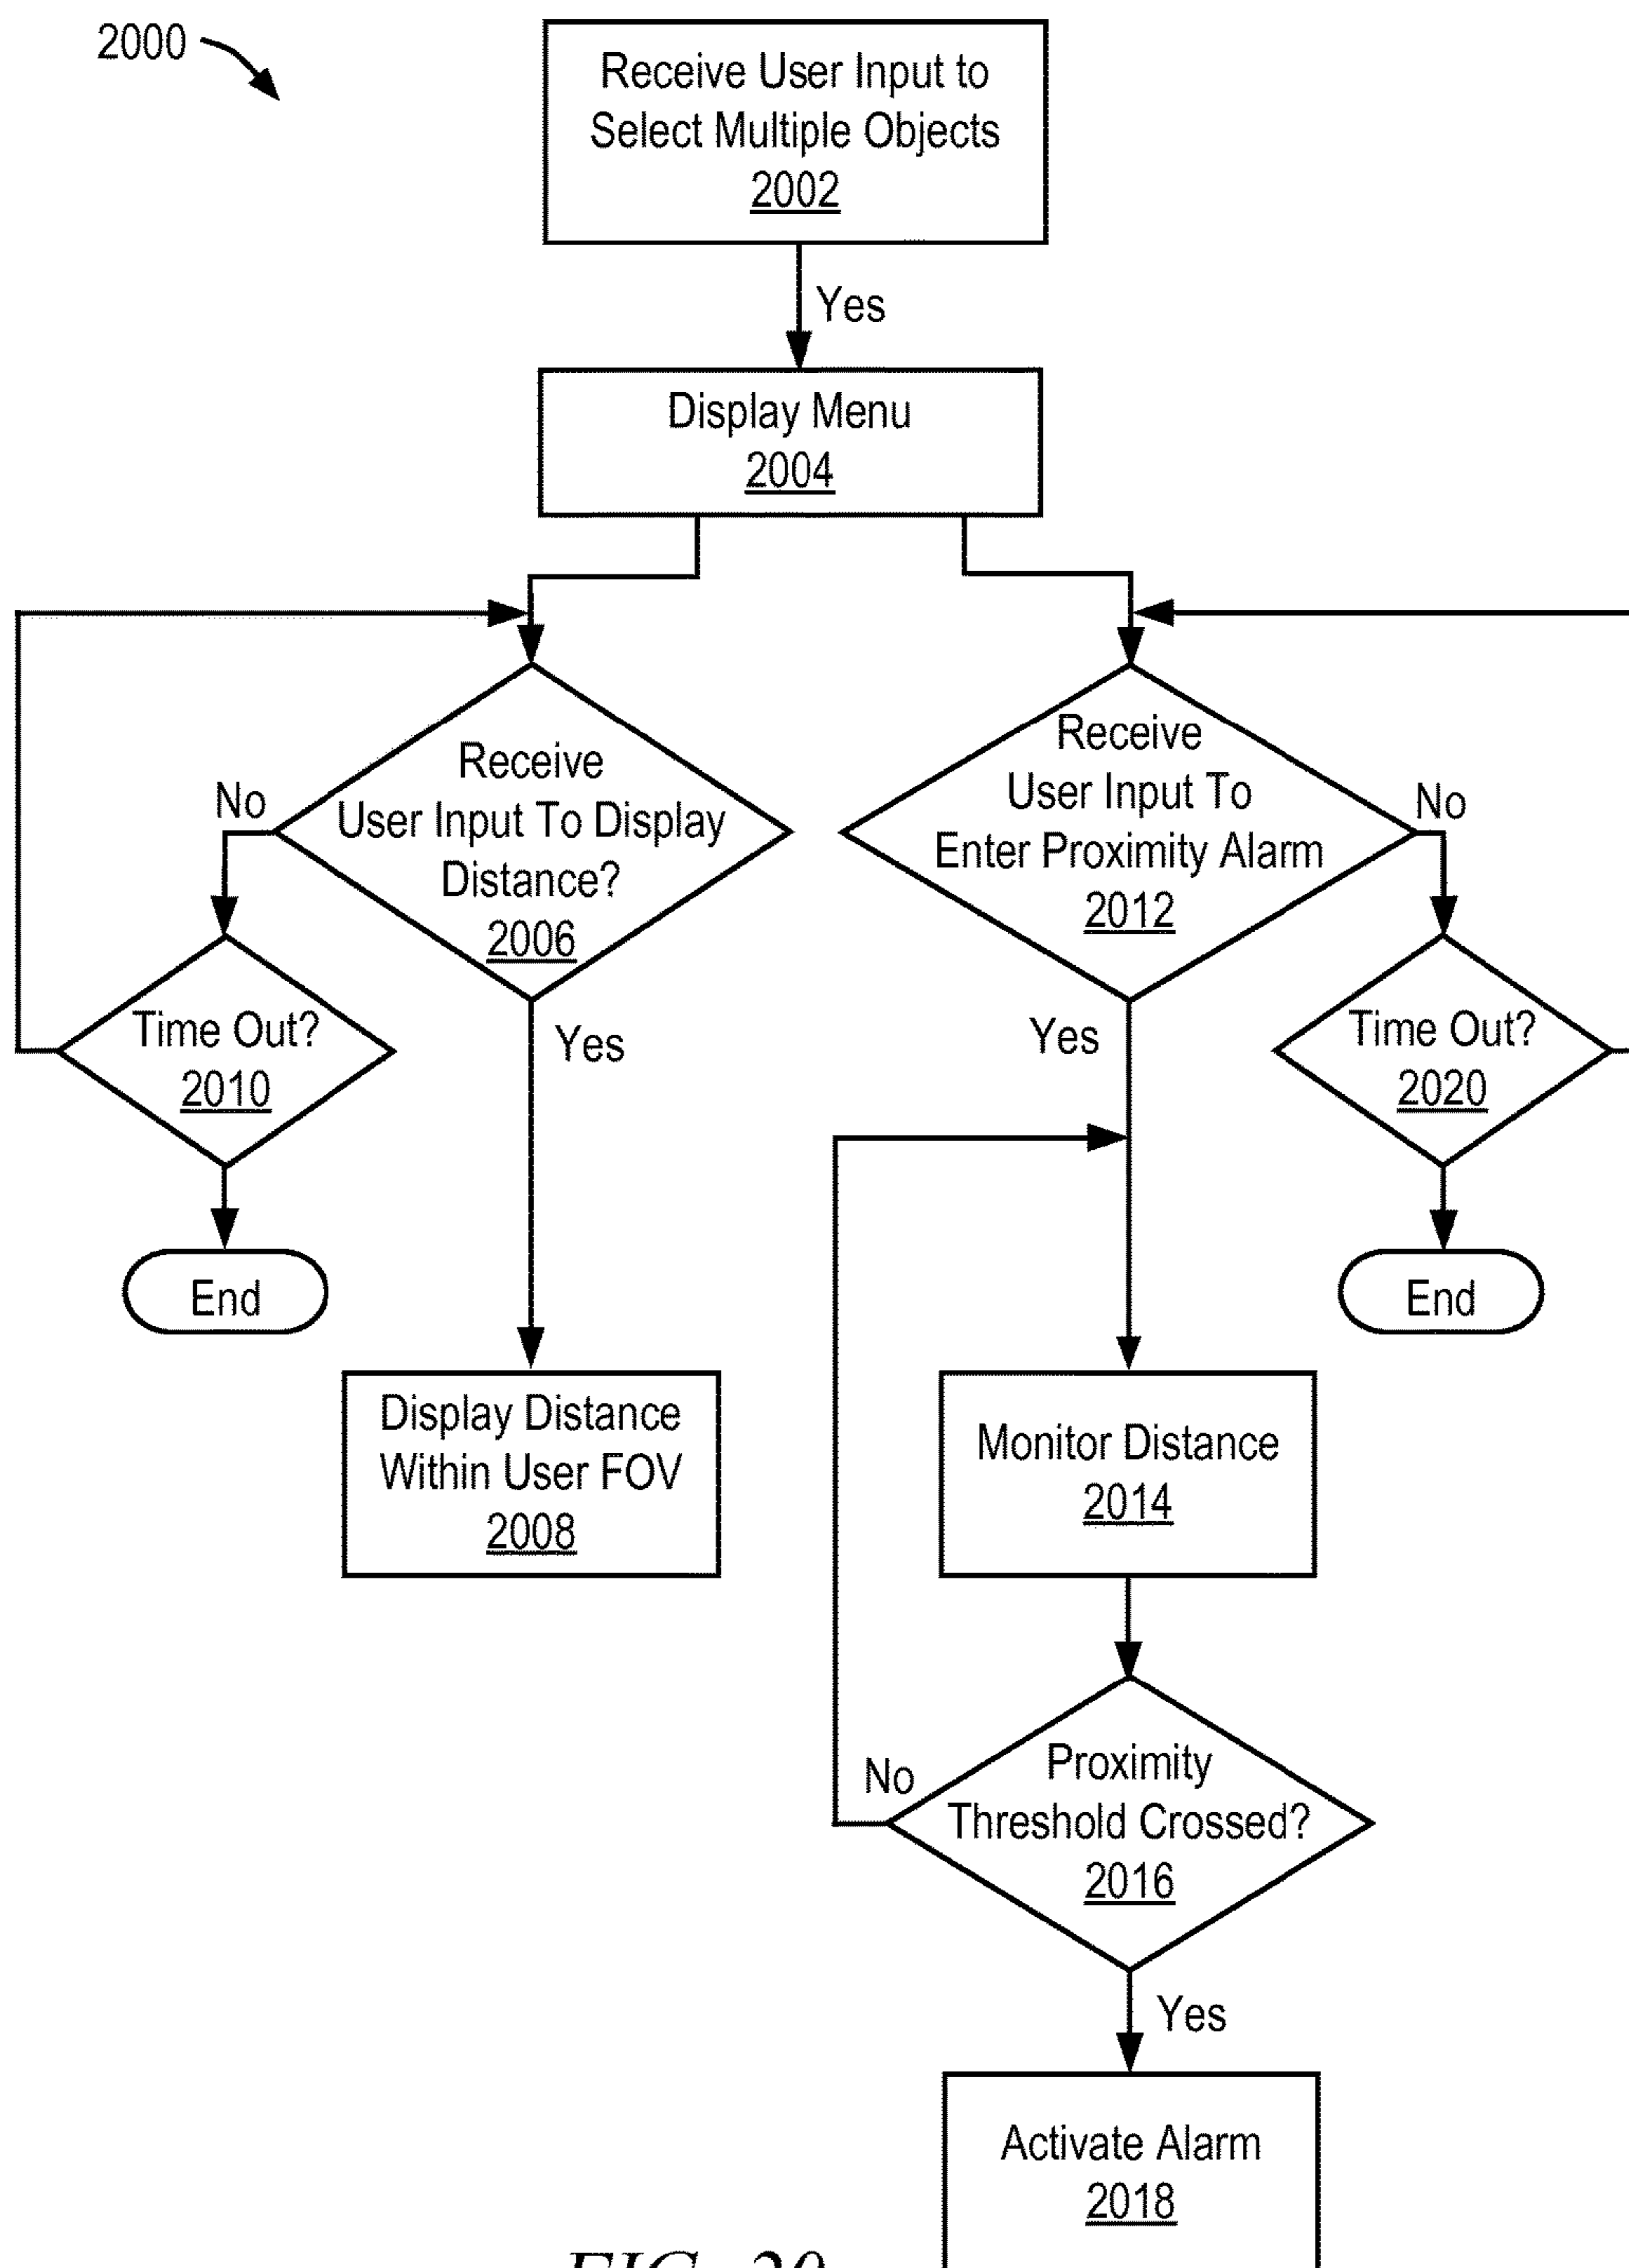 2000
Receive User Input to
Select Multiple Objects
2002
Yes
Display Menu
2004
Receive
User Input To Display
Distance?
2006
No
Yes
Time Out?
2010
End
Display Distance
Within User FOV
2008
Receive
User Input To
Enter Proximity Alarm
2012
No
Yes
Time Out?
2020
End
Monitor Distance
2014
Proximity
Threshold Crossed?
2016
No
Yes
Activate Alarm
2018
FIG. 20